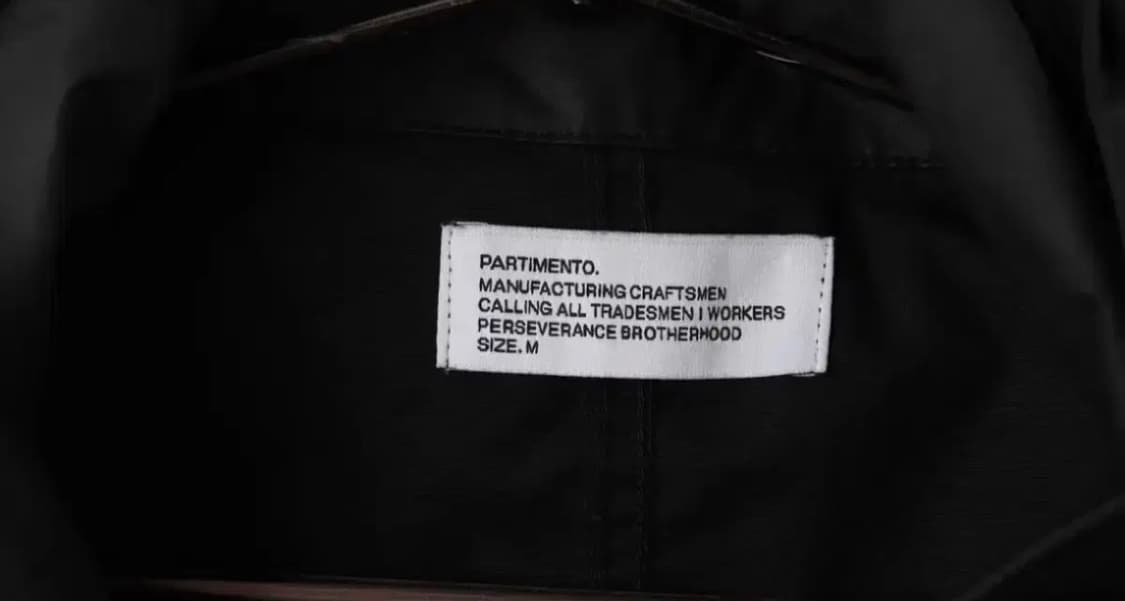 PARTIMENTO.
MANUFACTURING CRAFTSMEN
CALLING ALL TRADESMEN I WORKERS
PERSEVERANCE BROTHERHOOD
SIZE. M